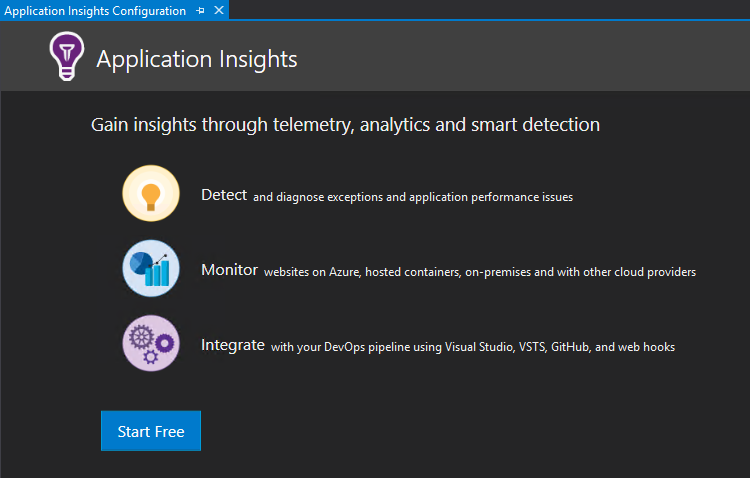 Application Insights Configuration
Application Insights
Gain insights through telemetry, analytics and smart detection
Detect and diagnose exceptions and application performance issues
Monitor websites on Azure, hosted containers, on-premises and with other cloud providers
Integrate with your DevOps pipeline using Visual Studio, VSTS, GitHub, and web hooks
Start Free